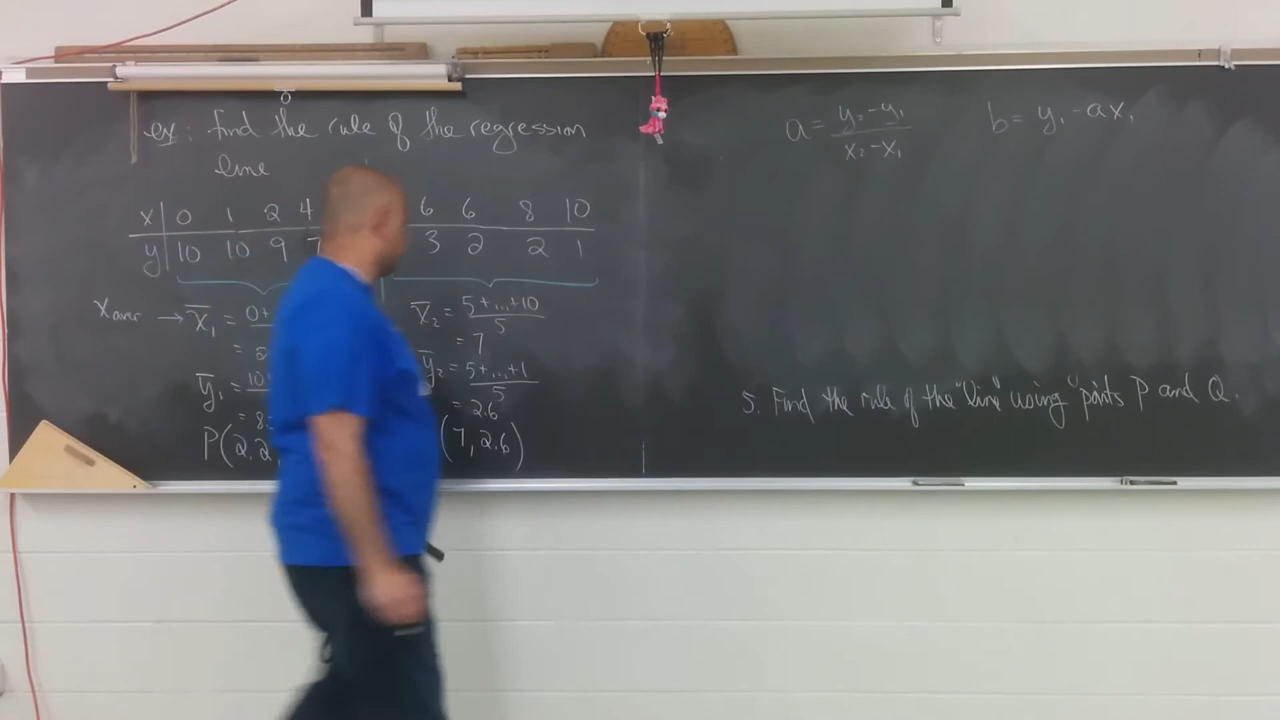 ex: find the rule of the regression
line
x 0 1 2 4 6 6 8 10
y 10 10 9 7 3 2 2 1
x̄₁ = 0+
x̄₂ = 5+...+10 / 5
= 7
ȳ₁ = 10
ȳ₂ = 5+...+1 / 5
= 8.
= 2.6
P(2.2
(7, 2.6)
a = y₂-y₁ / x₂-x₁
b = y₁ - ax₁
5. Find the rule of the "line" using points P and Q.